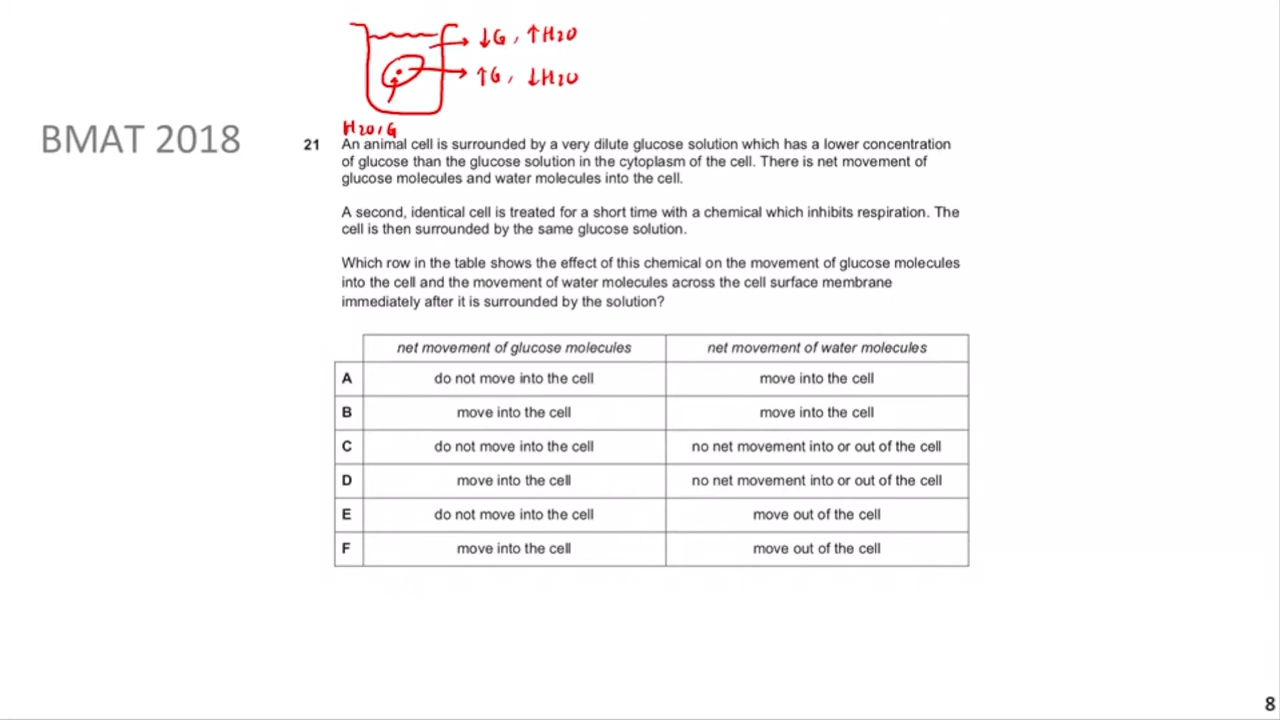 ↓G, ↑H2O
↑G, ↓H2O
H2O, G
BMAT 2018
21 An animal cell is surrounded by a very dilute glucose solution which has a lower concentration
of glucose than the glucose solution in the cytoplasm of the cell. There is net movement of
glucose molecules and water molecules into the cell.
A second, identical cell is treated for a short time with a chemical which inhibits respiration. The
cell is then surrounded by the same glucose solution.
Which row in the table shows the effect of this chemical on the movement of glucose molecules
into the cell and the movement of water molecules across the cell surface membrane
immediately after it is surrounded by the solution?
net movement of glucose molecules net movement of water molecules
A do not move into the cell move into the cell
B move into the cell move into the cell
C do not move into the cell no net movement into or out of the cell
D move into the cell no net movement into or out of the cell
E do not move into the cell move out of the cell
F move into the cell move out of the cell
8